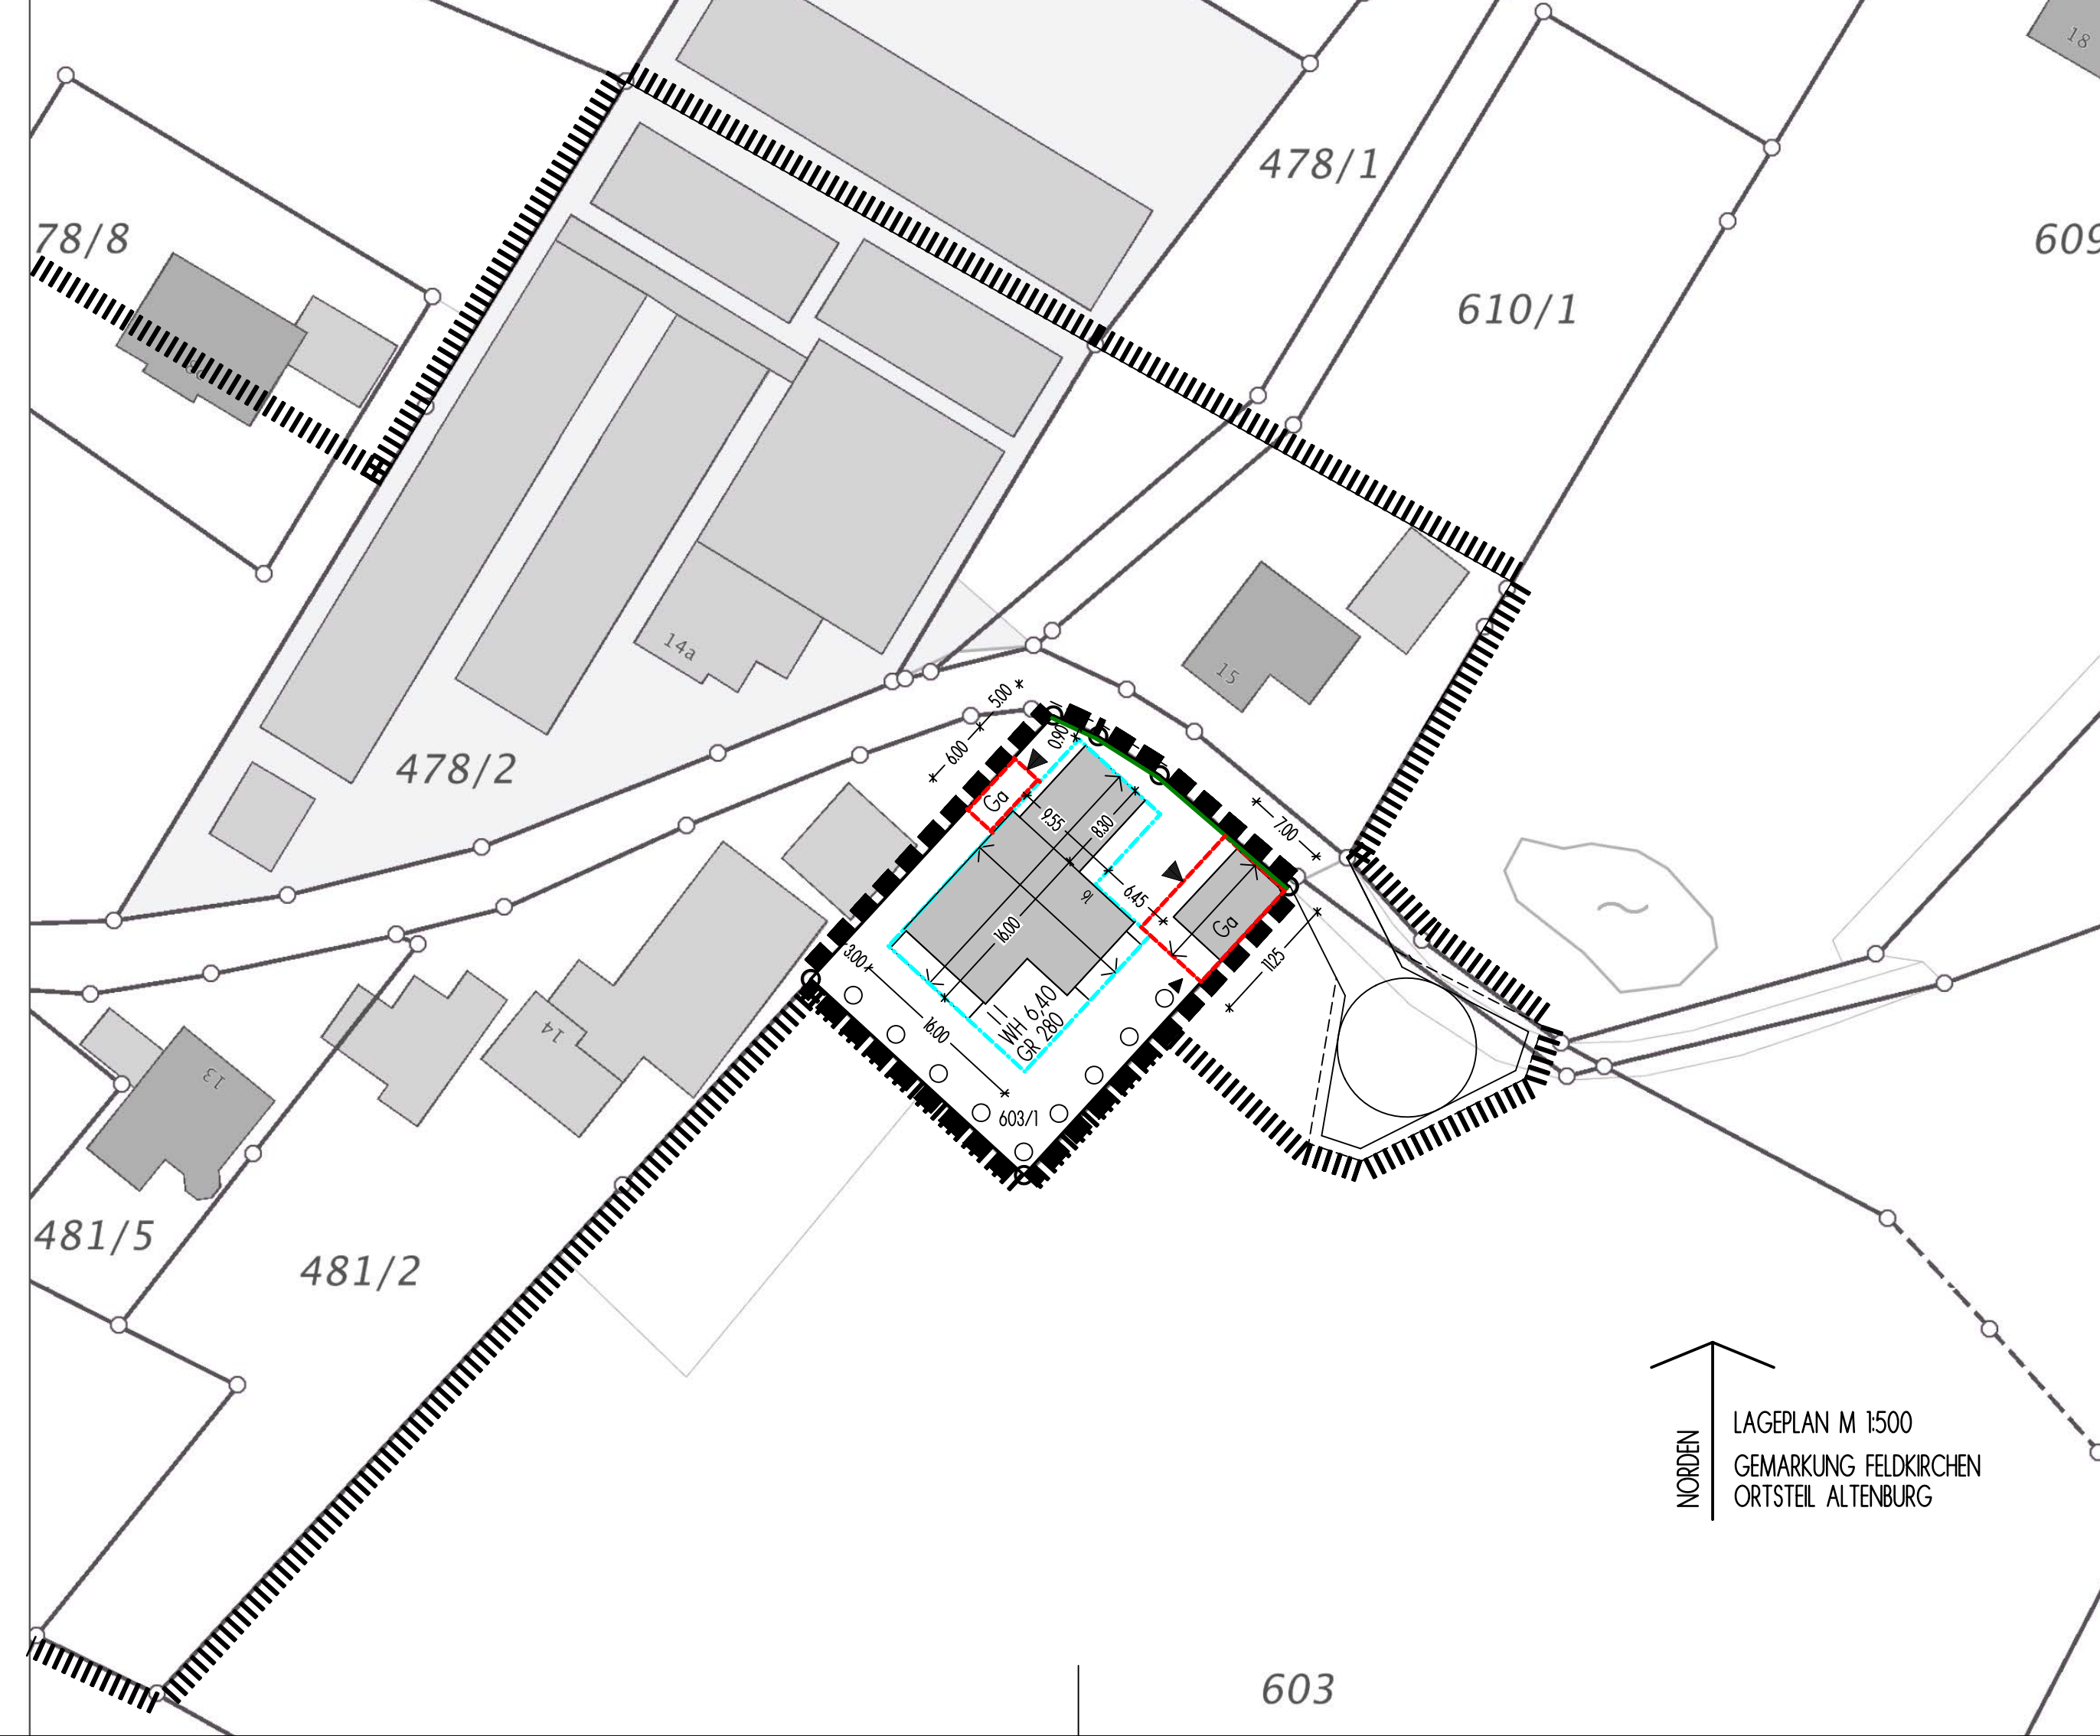 18
478/1
78/8
609
610/1
14a
15
478/2
5.00
6.00
0.90
Ga
9.55
8.30
7.00
6.45
16
16.00
Ga
3.00
11.25
16.00
II
WH 6,40
GR 280
603/1
14
13
481/5
481/2
NORDEN
LAGEPLAN M 1:500
GEMARKUNG FELDKIRCHEN
ORTSTEIL ALTENBURG
603